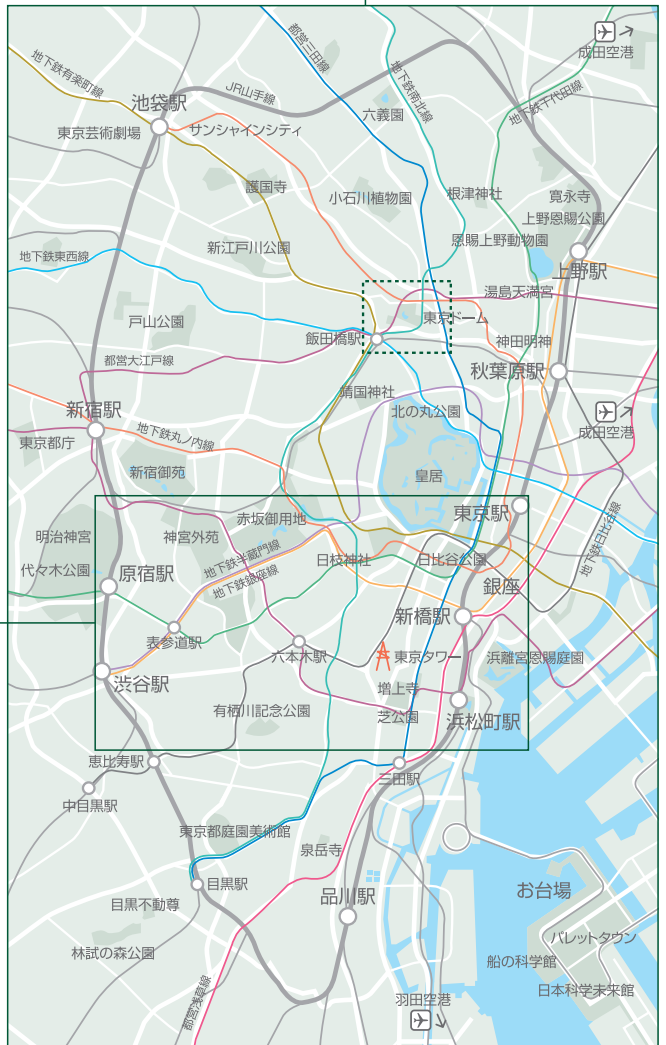 成田空港
都営三田線
地下鉄有楽町線
地下鉄南北線
JR山手線
池袋駅
六義園
地下鉄千代田線
東京芸術劇場
サンシャインシティ
護国寺
小石川植物園
根津神社
寛永寺
上野恩賜公園
新江戸川公園
恩賜上野動物園
地下鉄東西線
上野駅
湯島天満宮
戸山公園
東京ドーム
飯田橋駅
神田明神
都営大江戸線
秋葉原駅
靖国神社
新宿駅
北の丸公園
成田空港
東京都庁
地下鉄丸ノ内線
新宿御苑
皇居
東京駅
赤坂御用地
地下鉄日比谷線
明治神宮
神宮外苑
地下鉄半蔵門線
日枝神社
日比谷公園
代々木公園
原宿駅
地下鉄銀座線
銀座
新橋駅
表参道駅
六本木駅
東京タワー
浜離宮恩賜庭園
渋谷駅
増上寺
有栖川記念公園
芝公園
浜松町駅
恵比寿駅
三田駅
中目黒駅
東京都庭園美術館
泉岳寺
目黒駅
品川駅
お台場
目黒不動尊
パレットタウン
林試の森公園
船の科学館
日本科学未来館
都営浅草線
羽田空港